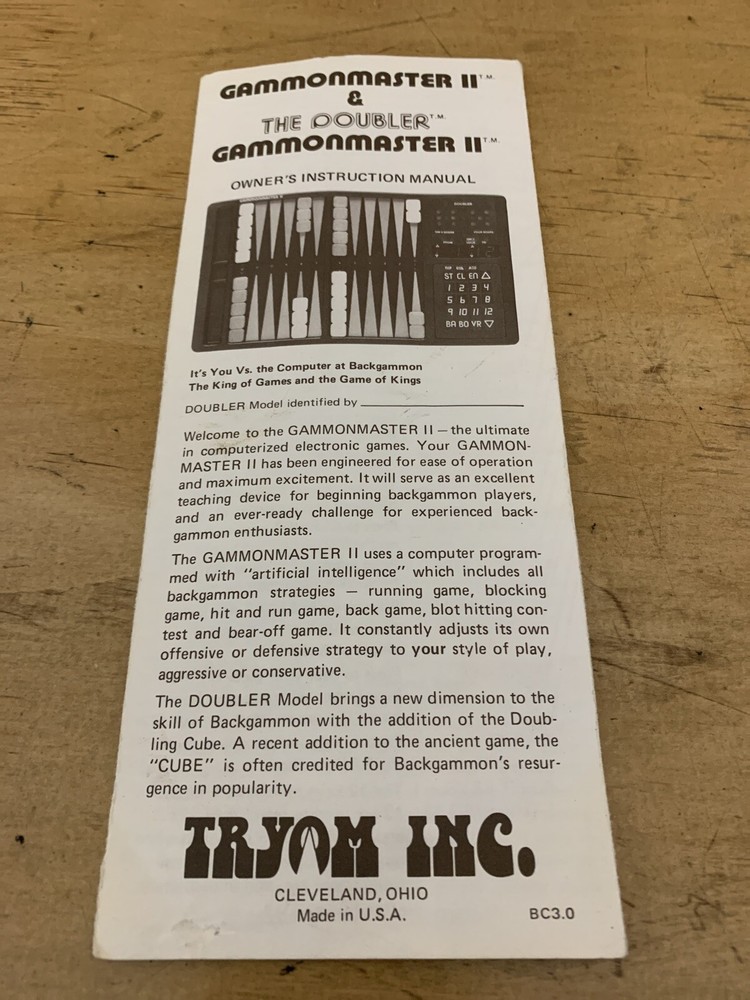 GAMMONMASTER II T.M.
&
THE DOUBLER T.M.
GAMMONMASTER II T.M.
OWNER'S INSTRUCTION MANUAL
DOUBLER
ST CL EN △
1 2 3 4
5 6 7 8
9 10 11 12
BA BO VR ▽
It's You Vs. the Computer at Backgammon
The King of Games and the Game of Kings
DOUBLER Model identified by
Welcome to the GAMMONMASTER II — the ultimate
in computerized electronic games. Your GAMMON-
MASTER II has been engineered for ease of operation
and maximum excitement. It will serve as an excellent
teaching device for beginning backgammon players,
and an ever-ready challenge for experienced back-
gammon enthusiasts.
The GAMMONMASTER II uses a computer program-
med with "artificial intelligence" which includes all
backgammon strategies — running game, blocking
game, hit and run game, back game, blot hitting con-
test and bear-off game. It constantly adjusts its own
offensive or defensive strategy to your style of play,
aggressive or conservative.
The DOUBLER Model brings a new dimension to the
skill of Backgammon with the addition of the Doub-
ling Cube. A recent addition to the ancient game, the
"CUBE" is often credited for Backgammon's resur-
gence in popularity.
TRYOM INC.
CLEVELAND, OHIO
Made in U.S.A.
BC3.0